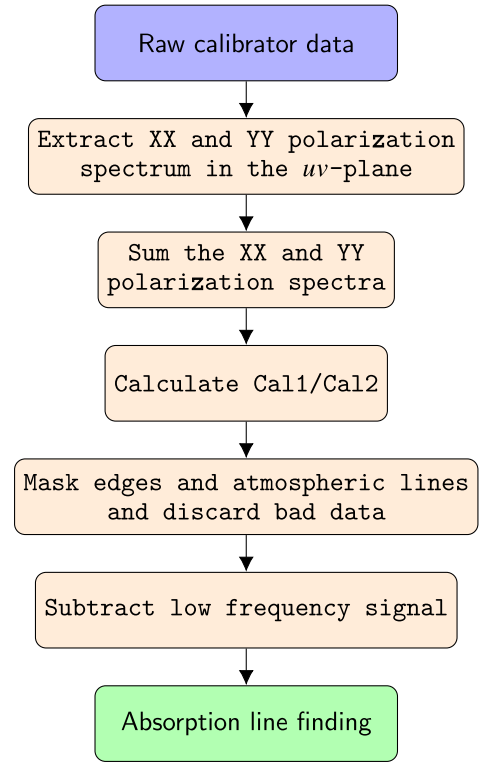 Raw calibrator data
Extract XX and YY polarization
spectrum in the uv-plane
Sum the XX and YY
polarization spectra
Calculate Cal1/Cal2
Mask edges and atmospheric lines
and discard bad data
Subtract low frequency signal
Absorption line finding